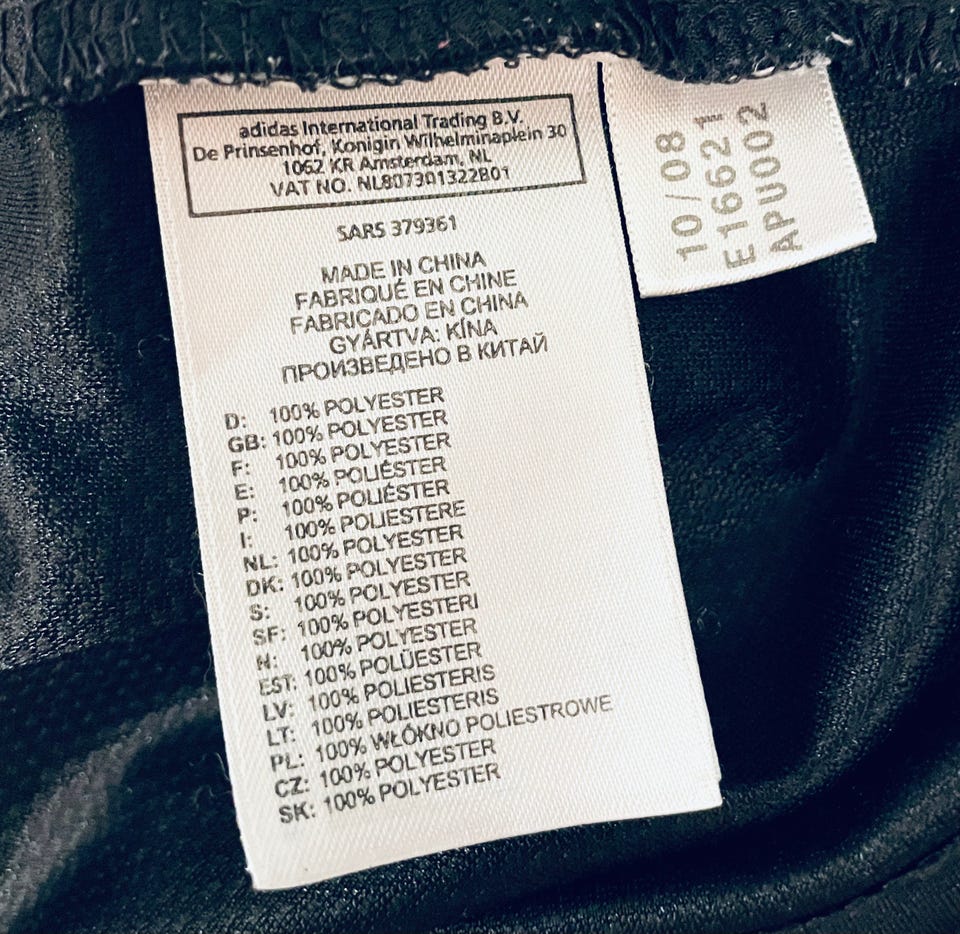 adidas International Trading B.V.
De Prinsenhof, Konigin Wilhelminaplein 30
1062 KR Amsterdam, NL
VAT NO. NL807301322B01
SARS 379361
MADE IN CHINA
FABRIQUÉ EN CHINE
FABRICADO EN CHINA
GYÁRTVA: KÍNA
ПРОИЗВЕДЕНО В КИТАЙ
D: 100% POLYESTER
GB: 100% POLYESTER
F: 100% POLYESTER
E: 100% POLIÉSTER
P: 100% POLIÉSTER
I: 100% POLIESTERE
NL: 100% POLYESTER
DK: 100% POLYESTER
S: 100% POLYESTER
SF: 100% POLYESTERI
N: 100% POLYESTER
EST: 100% POLÜESTER
LV: 100% POLIESTERIS
LT: 100% POLIESTERIS
PL: 100% WŁÓKNO POLIESTROWE
CZ: 100% POLYESTER
SK: 100% POLYESTER
10/08
E16621
APU002